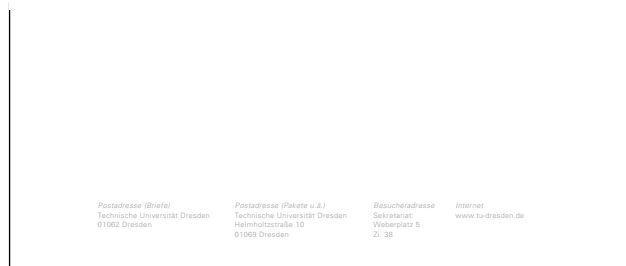 Postadresse (Briefe)
Technische Universität Dresden
01062 Dresden
Postadresse (Pakete u.ä.)
Technische Universität Dresden
Helmholtzstraße 10
01069 Dresden
Besucheradresse
Sekretariat:
Weberplatz 5
Zi. 38
Internet
www.tu-dresden.de